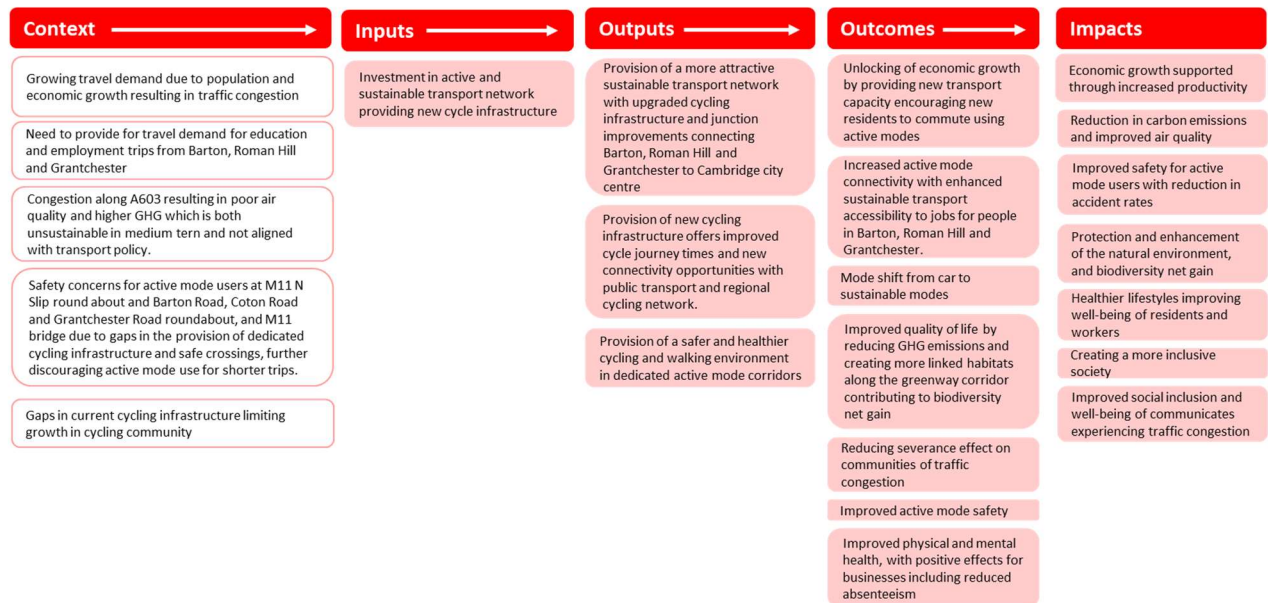 Context
Growing travel demand due to population and
economic growth resulting in traffic congestion
Need to provide for travel demand for education
and employment trips from Barton, Roman Hill
and Grantchester
Congestion along A603 resulting in poor air
quality and higher GHG which is both
unsustainable in medium tern and not aligned
with transport policy.
Safety concerns for active mode users at M11 N
Slip round about and Barton Road, Coton Road
and Grantchester Road roundabout, and M11
bridge due to gaps in the provision of dedicated
cycling infrastructure and safe crossings, further
discouraging active mode use for shorter trips.
Gaps in current cycling infrastructure limiting
growth in cycling community
Inputs
Investment in active and
sustainable transport network
providing new cycle infrastructure
Outputs
Provision of a more attractive
sustainable transport network
with upgraded cycling
infrastructure and junction
improvements connecting
Barton, Roman Hill and
Grantchester to Cambridge city
centre
Provision of new cycling
infrastructure offers improved
cycle journey times and new
connectivity opportunities with
public transport and regional
cycling network.
Provision of a safer and healthier
cycling and walking environment
in dedicated active mode corridors
Outcomes
Unlocking of economic growth
by providing new transport
capacity encouraging new
residents to commute using
active modes
Increased active mode
connectivity with enhanced
sustainable transport
accessibility to jobs for people
in Barton, Roman Hill and
Grantchester.
Mode shift from car to
sustainable modes
Improved quality of life by
reducing GHG emissions and
creating more linked habitats
along the greenway corridor
contributing to biodiversity
net gain
Reducing severance effect on
communities of traffic
congestion
Improved active mode safety
Improved physical and mental
health, with positive effects for
businesses including reduced
absenteeism
Impacts
Economic growth supported
through increased productivity
Reduction in carbon emissions
and improved air quality
Improved safety for active
mode users with reduction in
accident rates
Protection and enhancement
of the natural environment,
and biodiversity net gain
Healthier lifestyles improving
well-being of residents and
workers
Creating a more inclusive
society
Improved social inclusion and
well-being of communicates
experiencing traffic congestion